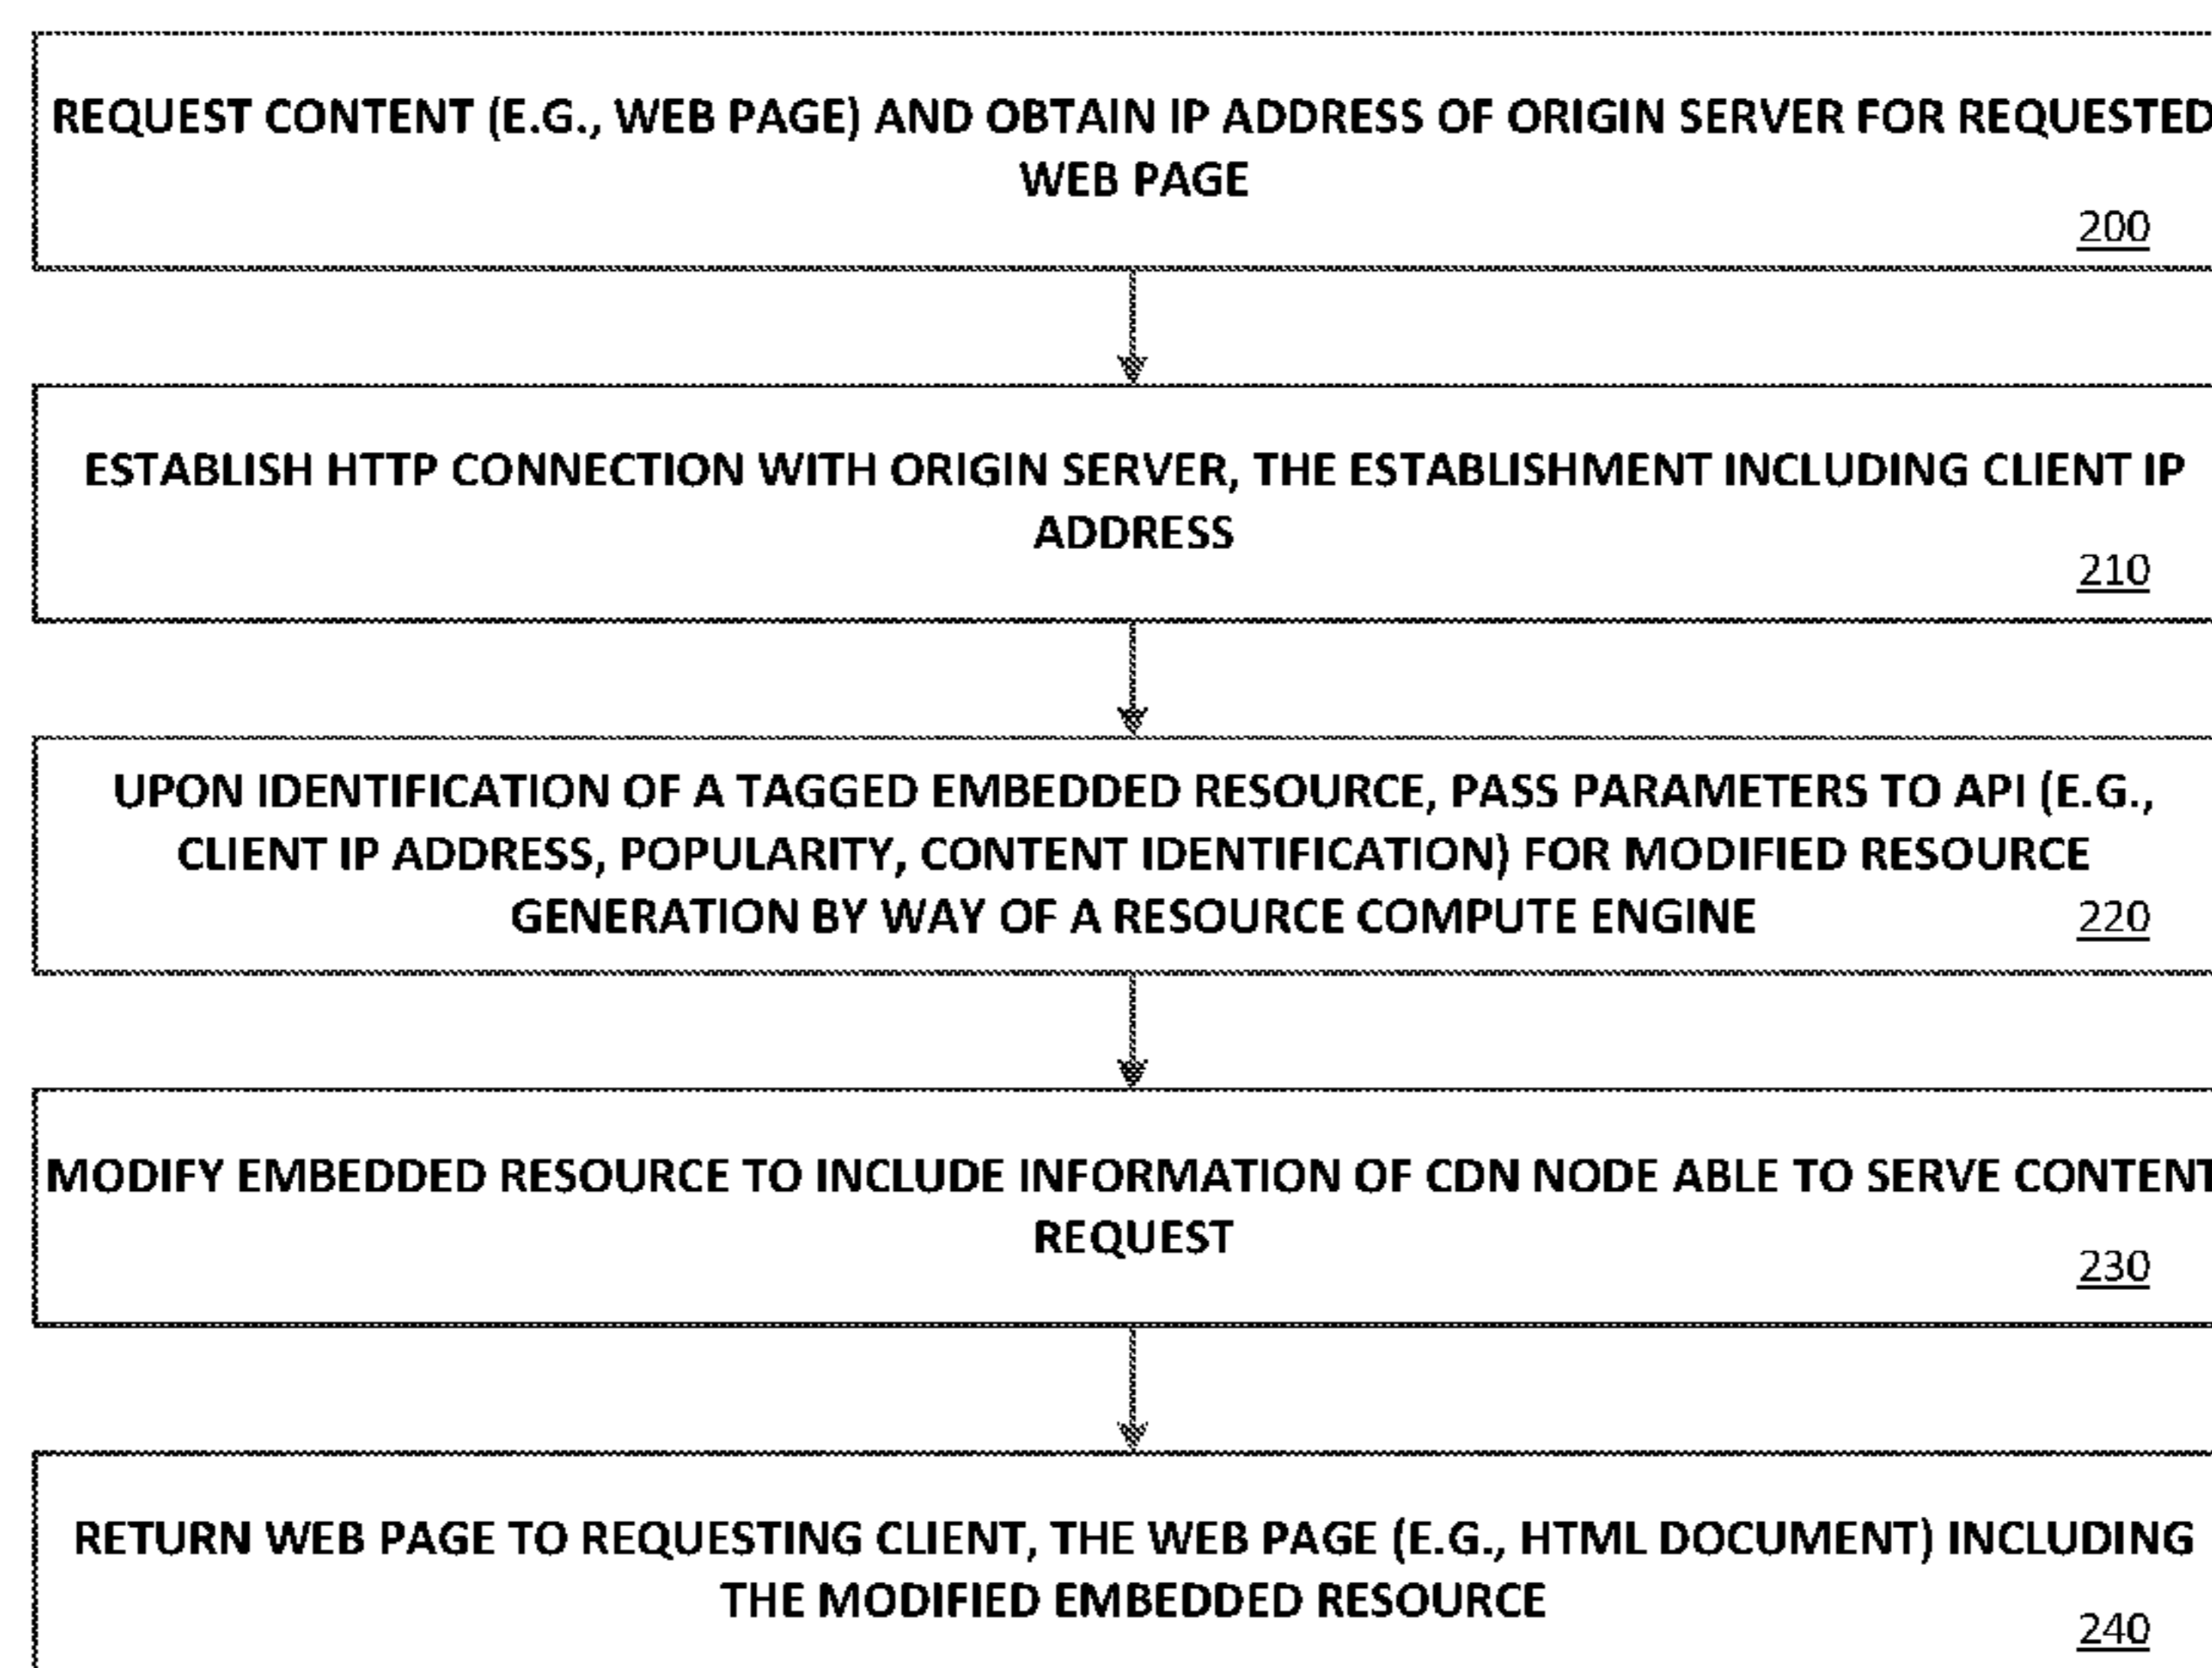 REQUEST CONTENT (E.G., WEB PAGE) AND OBTAIN IP ADDRESS OF ORIGIN SERVER FOR REQUESTED
WEB PAGE
200
ESTABLISH HTTP CONNECTION WITH ORIGIN SERVER, THE ESTABLISHMENT INCLUDING CLIENT IP
ADDRESS
210
UPON IDENTIFICATION OF A TAGGED EMBEDDED RESOURCE, PASS PARAMETERS TO API (E.G.,
CLIENT IP ADDRESS, POPULARITY, CONTENT IDENTIFICATION) FOR MODIFIED RESOURCE
GENERATION BY WAY OF A RESOURCE COMPUTE ENGINE 220
MODIFY EMBEDDED RESOURCE TO INCLUDE INFORMATION OF CDN NODE ABLE TO SERVE CONTENT
REQUEST
230
RETURN WEB PAGE TO REQUESTING CLIENT, THE WEB PAGE (E.G., HTML DOCUMENT) INCLUDING
THE MODIFIED EMBEDDED RESOURCE
240